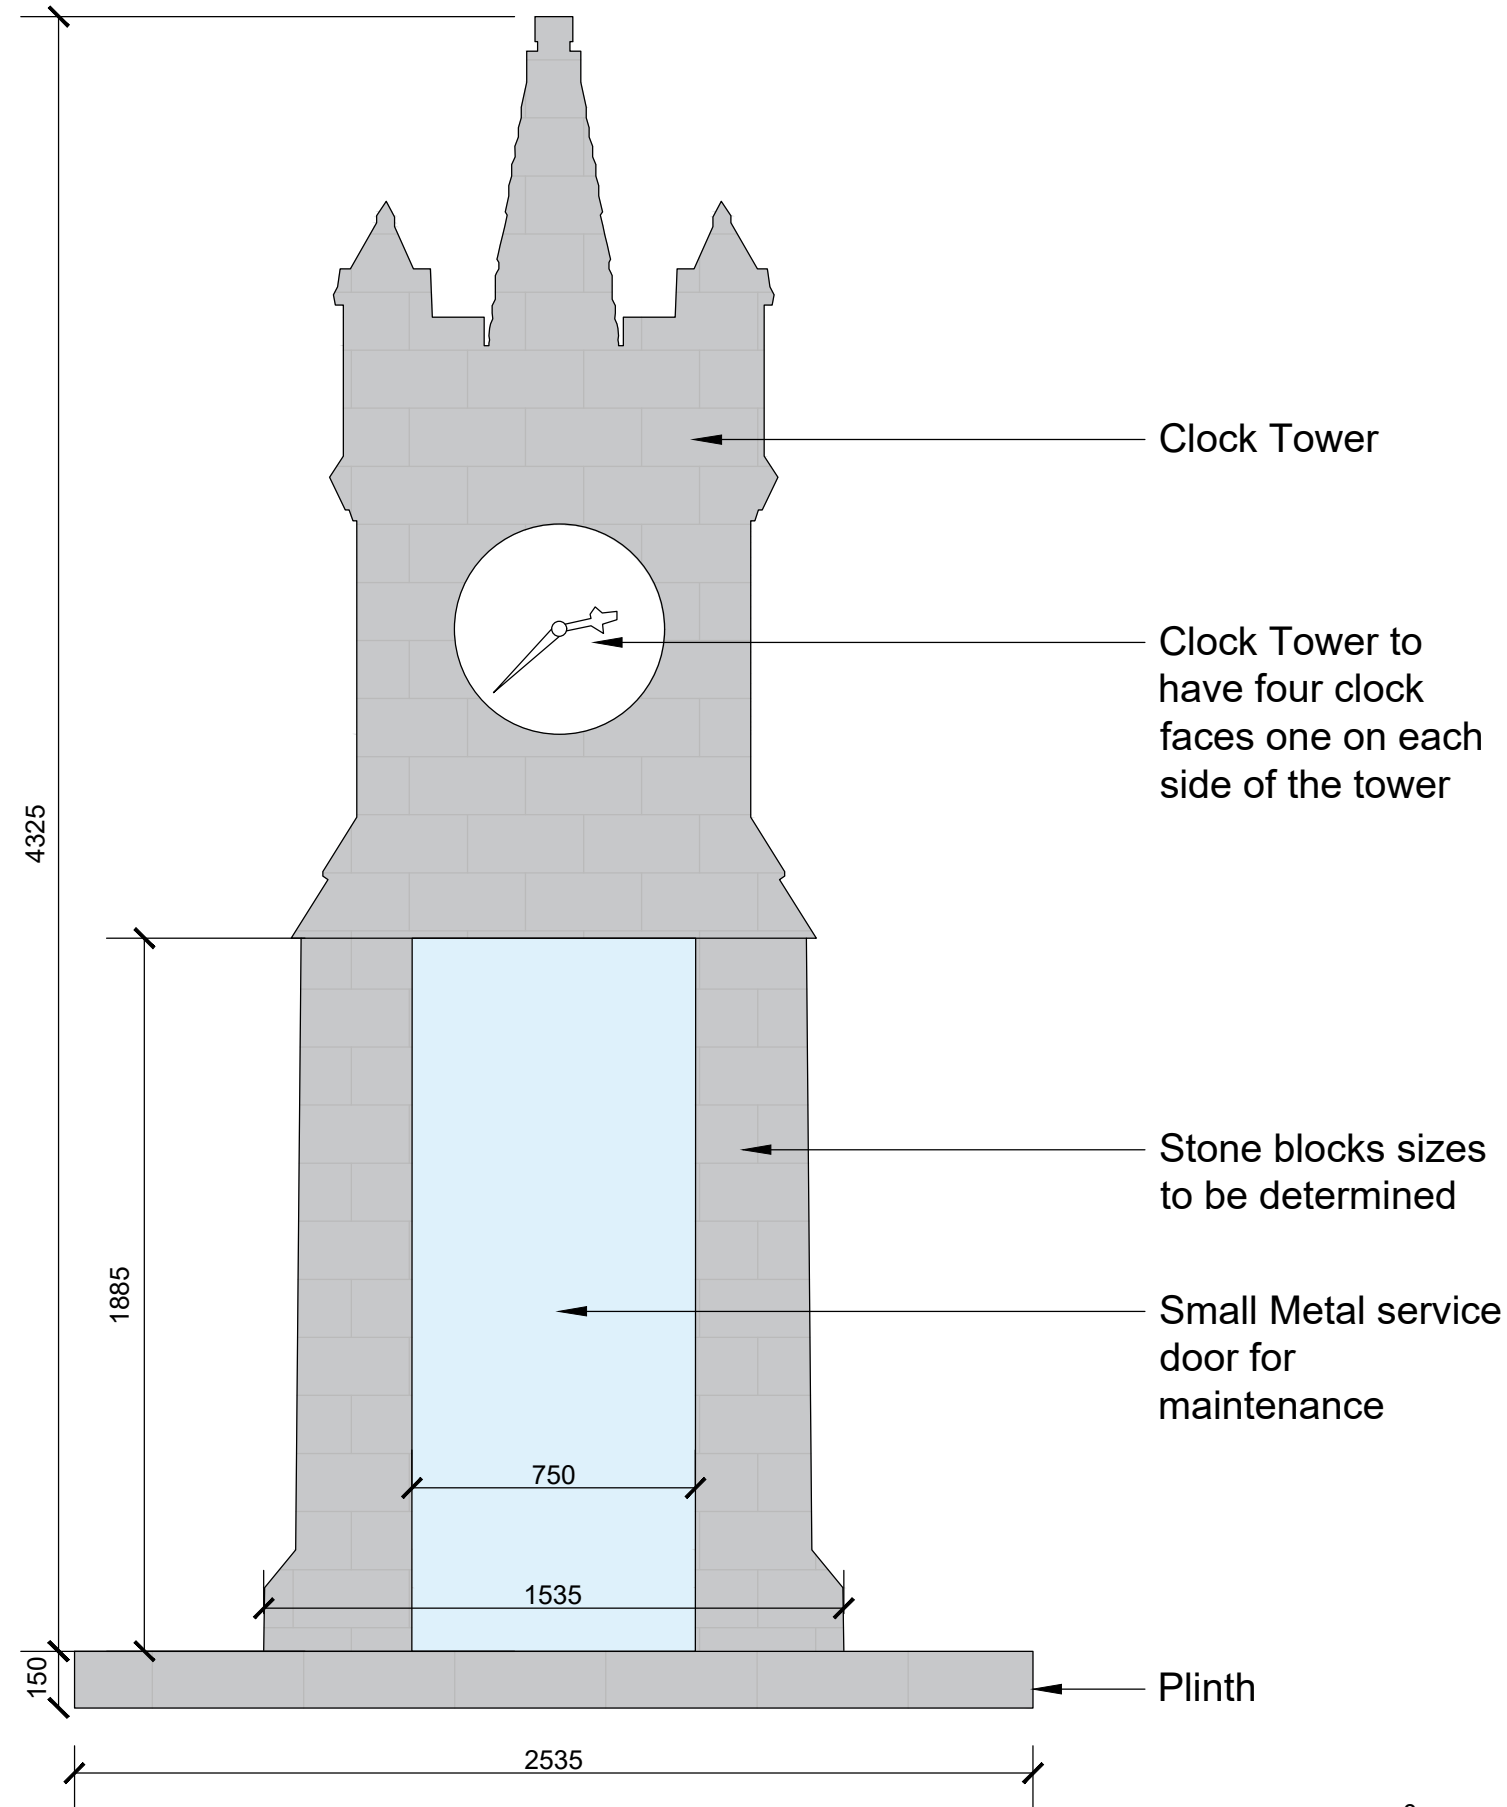 Clock Tower
Clock Tower to
have four clock
faces one on each
side of the tower
4325
Stone blocks sizes
to be determined
1885
Small Metal service
door for
maintenance
750
1535
150
Plinth
2535